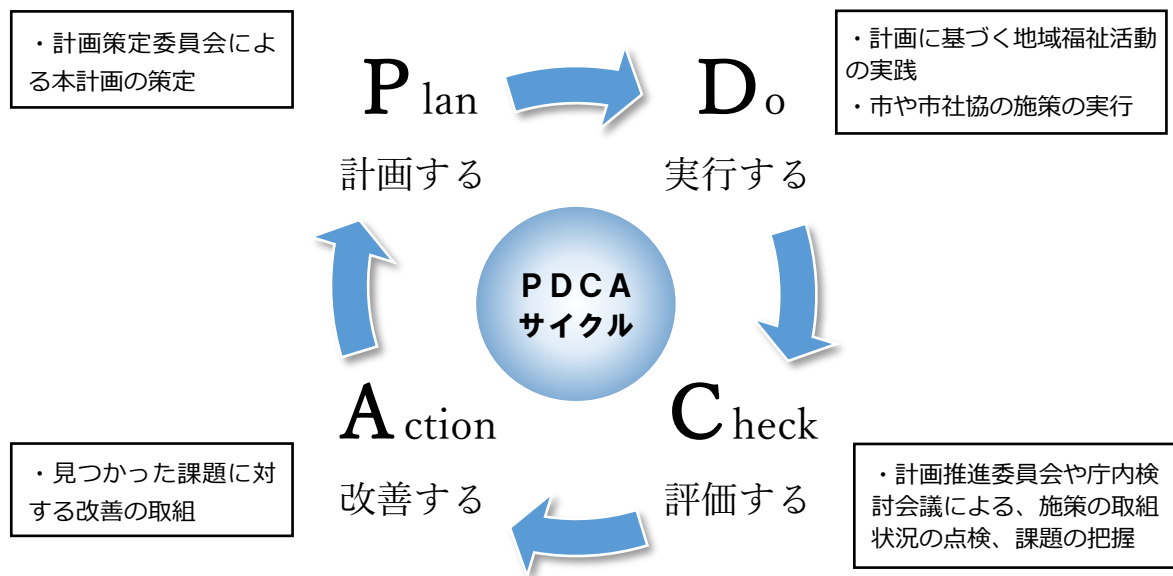 ・計画策定委員会によ
る本計画の策定
Plan
計画する
Do
実行する
・計画に基づく地域福祉活動
の実践
・市や市社協の施策の実行
PDCA
サイクル
・見つかった課題に対
する改善の取組
Action
改善する
Check
評価する
・計画推進委員会や庁内検
討会議による、施策の取組
状況の点検、課題の把握